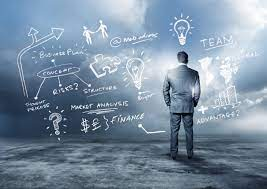 BUSINESS PLAN
TEAM
CONCEPT
RISKS?
STRUCTURE
MARKET ANALYSIS
$£ FINANCE
ADVANTAGE?
?